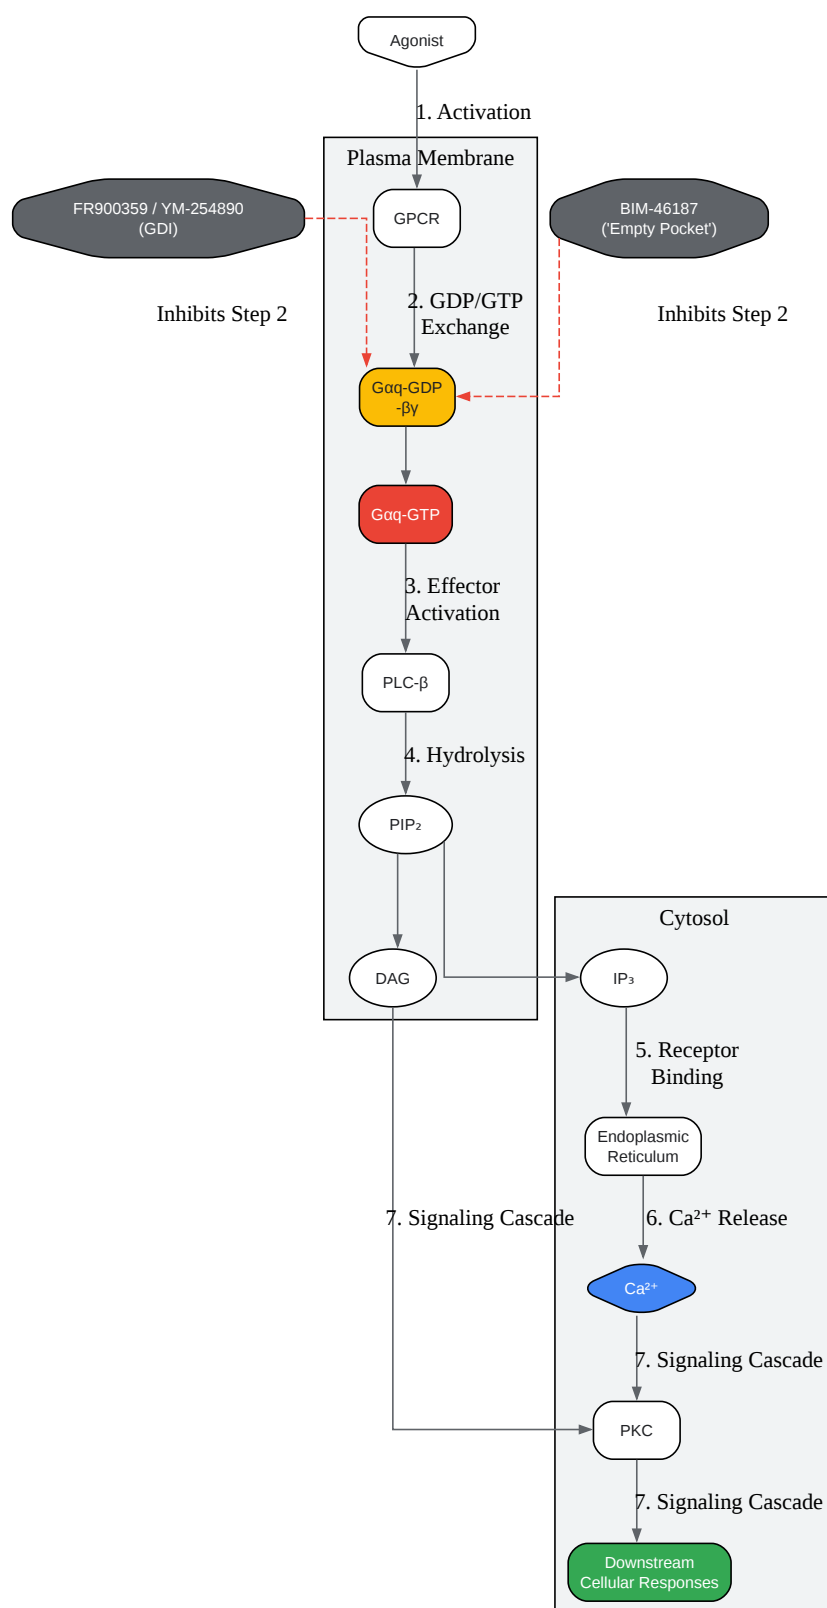 Agonist
1. Activation
Plasma Membrane
FR900359 / YM-254890
(GDI)
GPCR
BIM-46187
('Empty Pocket')
Inhibits Step 2
2. GDP/GTP
Exchange
Inhibits Step 2
Gαq-GDP
-βγ
Gαq-GTP
3. Effector
Activation
PLC-β
4. Hydrolysis
PIP₂
Cytosol
DAG
IP₃
5. Receptor
Binding
Endoplasmic
Reticulum
7. Signaling Cascade
6. Ca²⁺ Release
Ca²⁺
7. Signaling Cascade
PKC
7. Signaling Cascade
Downstream
Cellular Responses